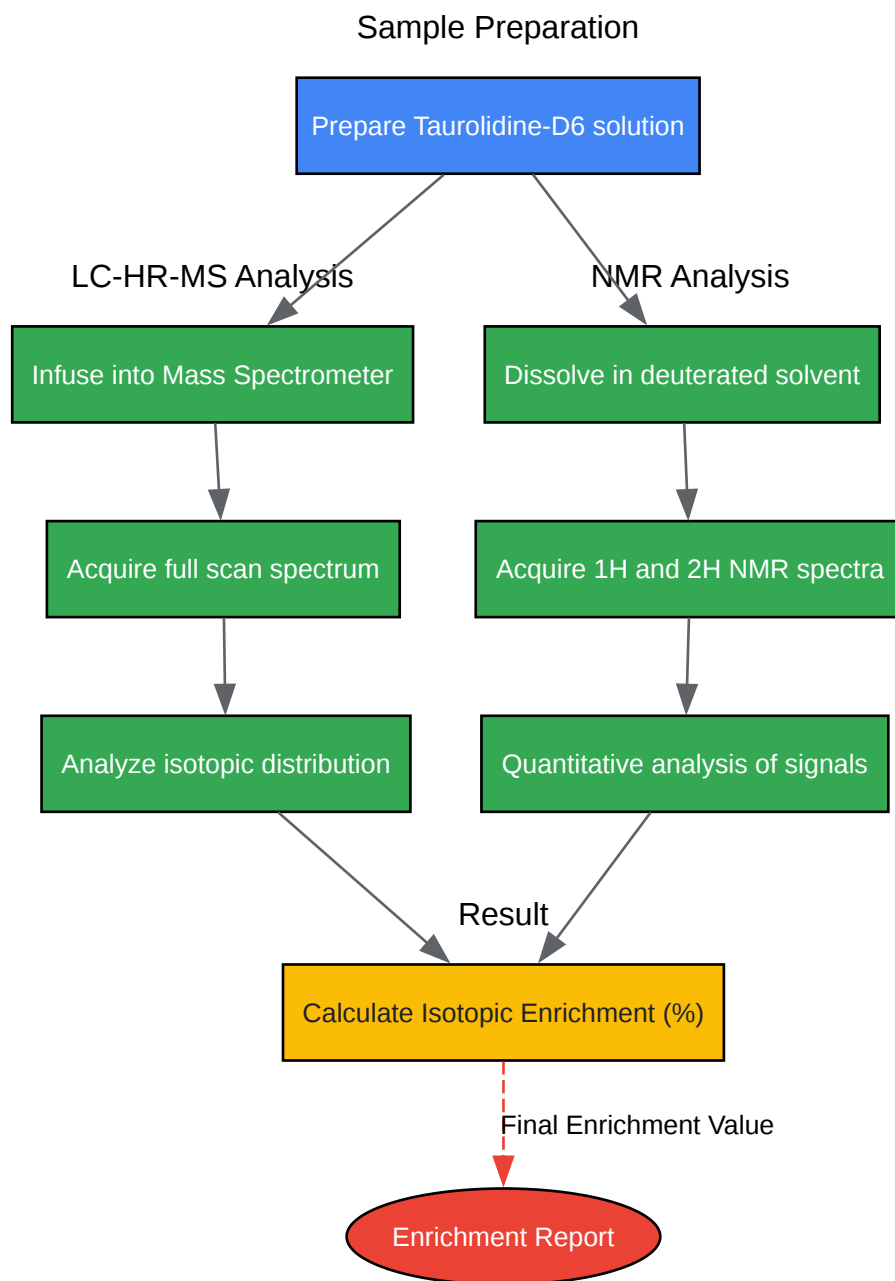 Sample Preparation
Prepare Taurolidine-D6 solution
LC-HR-MS Analysis
NMR Analysis
Infuse into Mass Spectrometer
Dissolve in deuterated solvent
Acquire full scan spectrum
Acquire 1H and 2H NMR spectra
Analyze isotopic distribution
Quantitative analysis of signals
Result
Calculate Isotopic Enrichment (%)
Final Enrichment Value
Enrichment Report